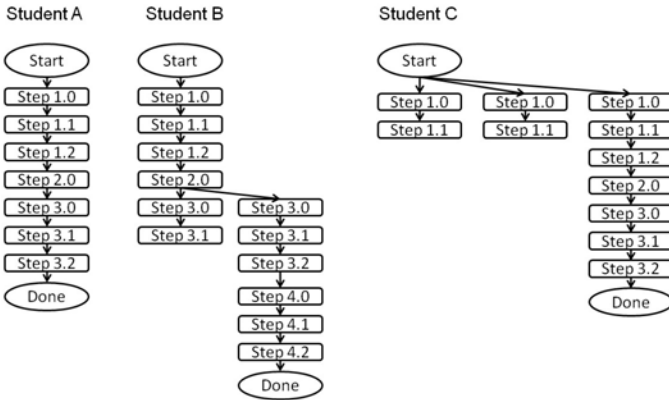 Student A
Start
Step 1.0
Step 1.1
Step 1.2
Step 2.0
Step 3.0
Step 3.1
Step 3.2
Done
Student B
Start
Step 1.0
Step 1.1
Step 1.2
Step 2.0
Step 3.0
Step 3.1
Step 3.0
Step 3.1
Step 3.2
Step 4.0
Step 4.1
Step 4.2
Done
Student C
Start
Step 1.0
Step 1.1
Step 1.0
Step 1.1
Step 1.0
Step 1.1
Step 1.2
Step 2.0
Step 3.0
Step 3.1
Step 3.2
Done